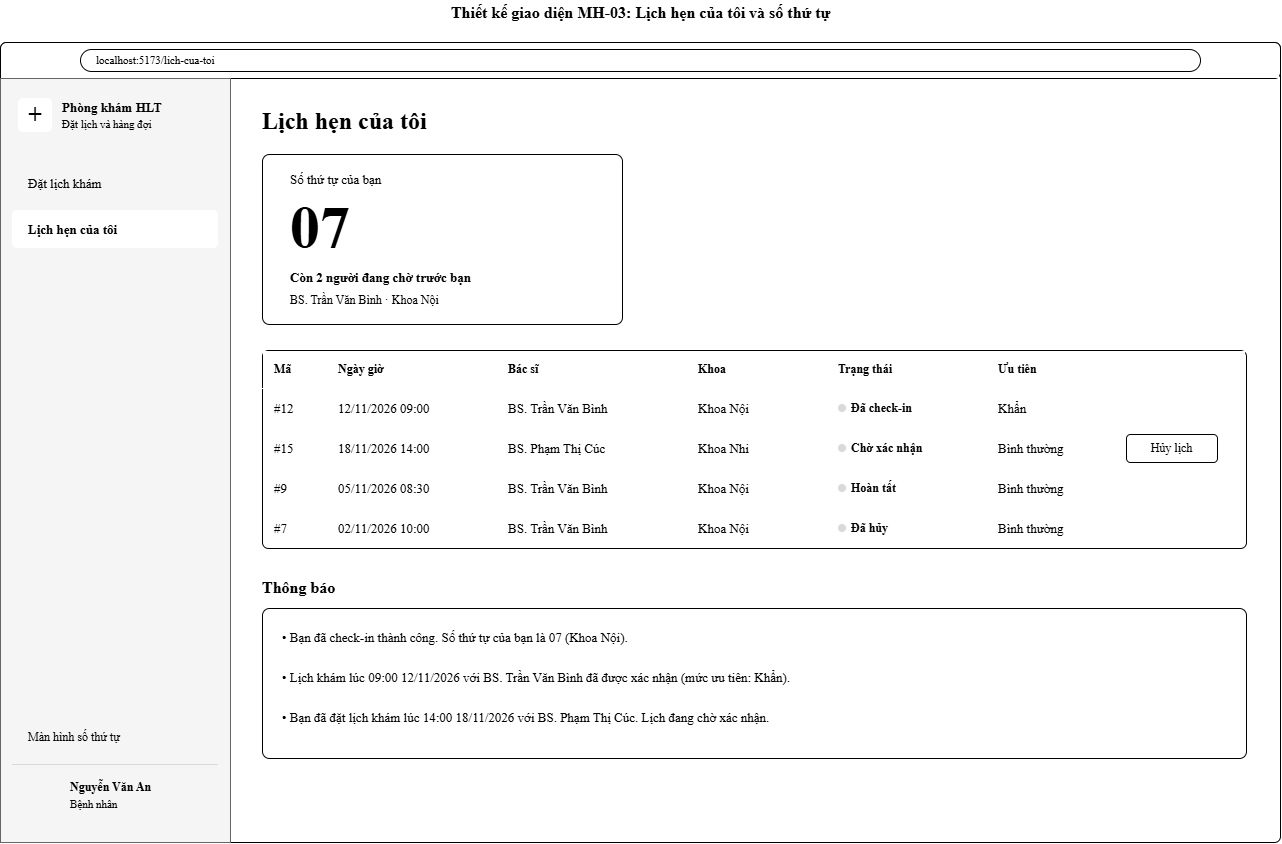 Thiết kế giao diện MH-03: Lịch hẹn của tôi và số thứ tự
localhost:5173/lich-cua-toi
Phòng khám HLT
Đặt lịch và hàng đợi
Đặt lịch khám
Lịch hẹn của tôi
Màn hình số thứ tự
Nguyễn Văn An
Bệnh nhân
Lịch hẹn của tôi
Số thứ tự của bạn
07
Còn 2 người đang chờ trước bạn
BS. Trần Văn Bình · Khoa Nội
Mã Ngày giờ Bác sĩ Khoa Trạng thái Ưu tiên
#12 12/11/2026 09:00 BS. Trần Văn Bình Khoa Nội Đã check-in Khẩn
#15 18/11/2026 14:00 BS. Phạm Thị Cúc Khoa Nhi Chờ xác nhận Bình thường Hủy lịch
#9 05/11/2026 08:30 BS. Trần Văn Bình Khoa Nội Hoàn tất Bình thường
#7 02/11/2026 10:00 BS. Trần Văn Bình Khoa Nội Đã hủy Bình thường
Thông báo
• Bạn đã check-in thành công. Số thứ tự của bạn là 07 (Khoa Nội).
• Lịch khám lúc 09:00 12/11/2026 với BS. Trần Văn Bình đã được xác nhận (mức ưu tiên: Khẩn).
• Bạn đã đặt lịch khám lúc 14:00 18/11/2026 với BS. Phạm Thị Cúc. Lịch đang chờ xác nhận.